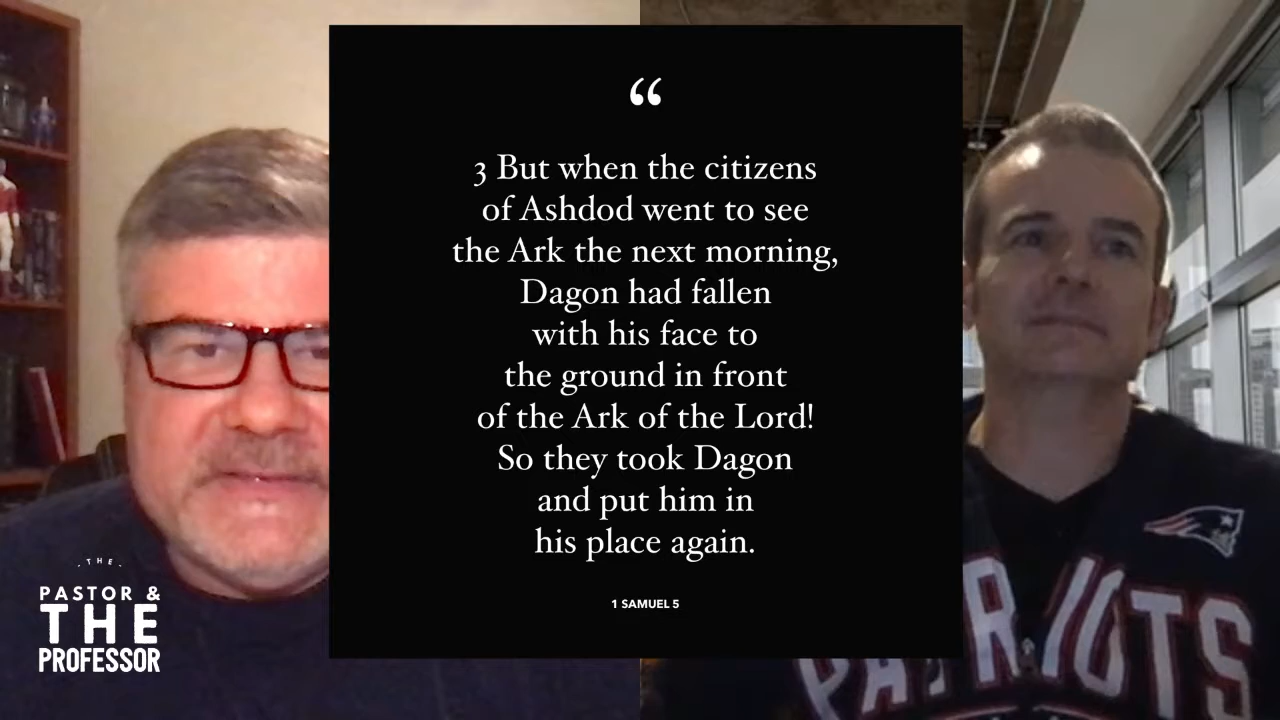 “
3 But when the citizens
of Ashdod went to see
the Ark the next morning,
Dagon had fallen
with his face to
the ground in front
of the Ark of the Lord!
So they took Dagon
and put him in
his place again.
1 SAMUEL 5
· THE ·
PASTOR &
THE
PROFESSOR
PATRIOTS